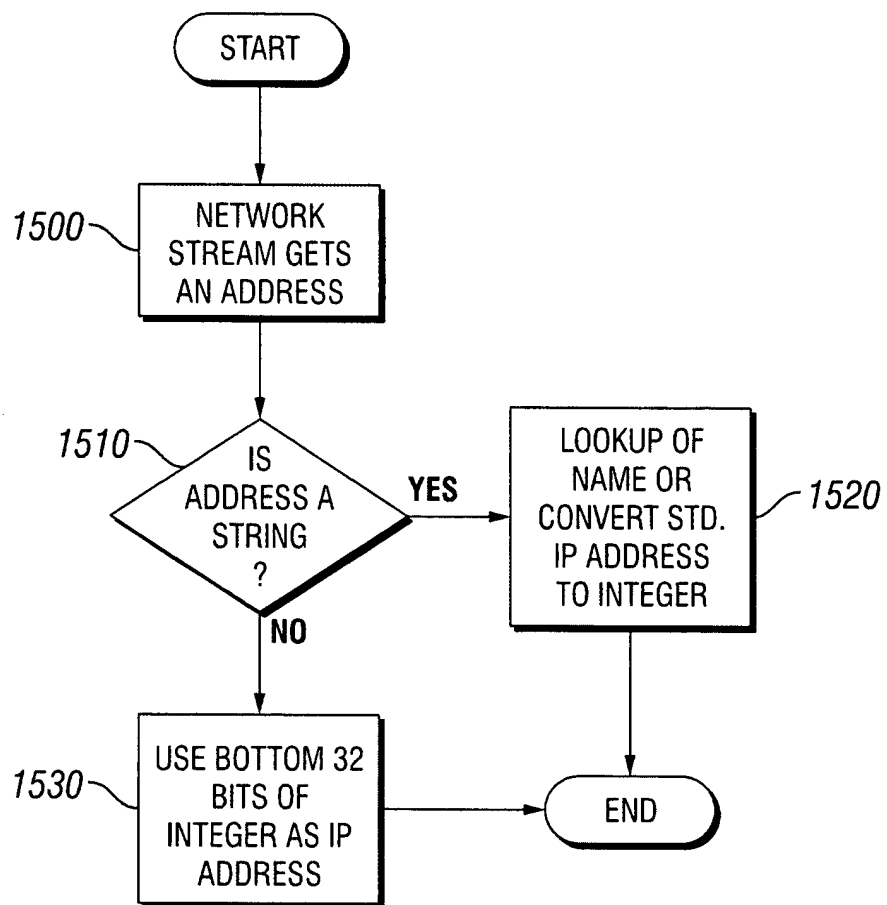 START
1500
NETWORK
STREAM GETS
AN ADDRESS
1510
IS
ADDRESS A
STRING
?
YES
NO
LOOKUP OF
NAME OR
CONVERT STD.
IP ADDRESS
TO INTEGER
1520
1530
USE BOTTOM 32
BITS OF
INTEGER AS IP
ADDRESS
END